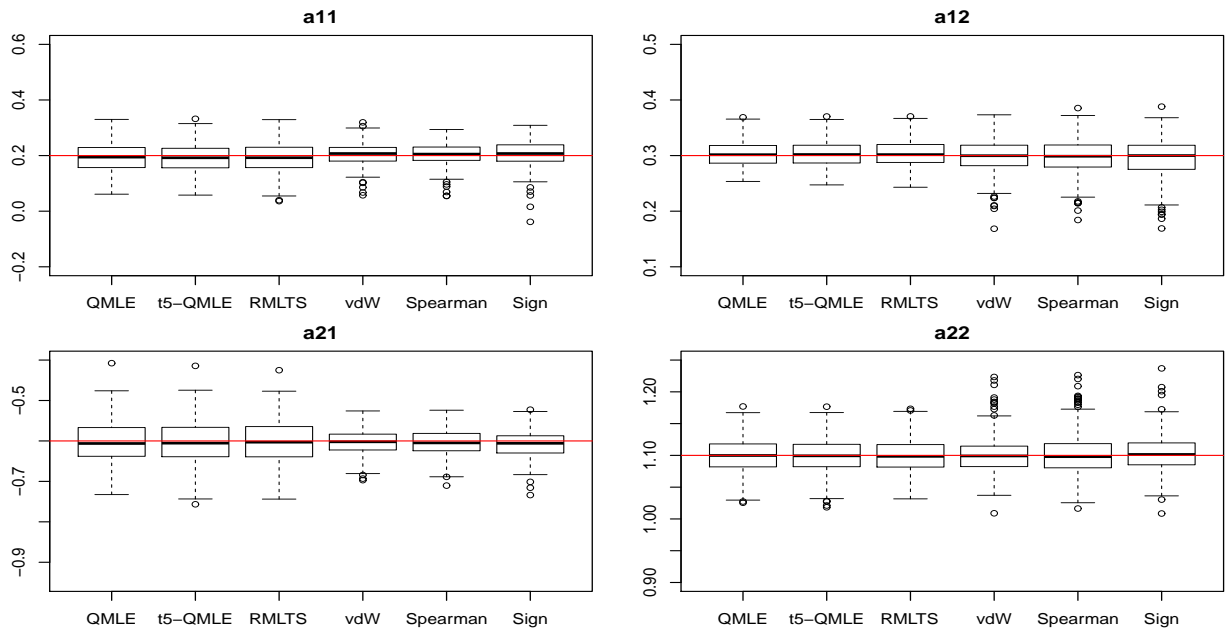 a11
0.6
0.4
0.2
0.0
−0.2
QMLE t5−QMLE RMLTS vdW Spearman Sign
a12
0.5
0.4
0.3
0.2
0.1
QMLE t5−QMLE RMLTS vdW Spearman Sign
a21
−0.5
−0.7
−0.9
QMLE t5−QMLE RMLTS vdW Spearman Sign
a22
1.20
1.10
1.00
0.90
QMLE t5−QMLE RMLTS vdW Spearman Sign